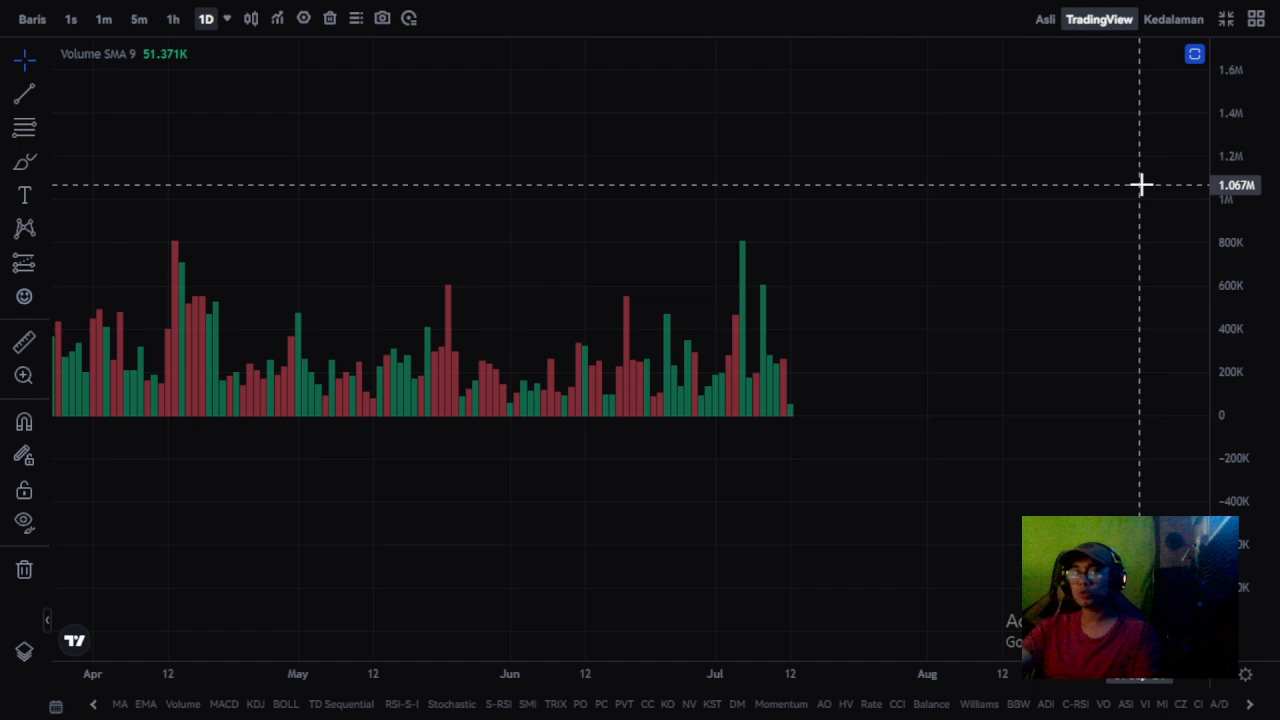 Baris 1s 1m 5m 1h 1D
Asli TradingView Kedalaman
Volume SMA 9 51.371K
1.6M
1.4M
1.2M
1.067M
1M
800K
600K
400K
200K
0
−200K
−400K
Apr 12 May 12 Jun 12 Jul 12 Aug 12
MA EMA Volume MACD KDJ BOLL TD Sequential RSI-S-I Stochastic S-RSI SMI TRIX PO PC PVT CC KO NV KST DM Momentum AO HV Rate CCI Balance Williams BBW ADI C-RSI VO ASI VI MI CZ CI A/D